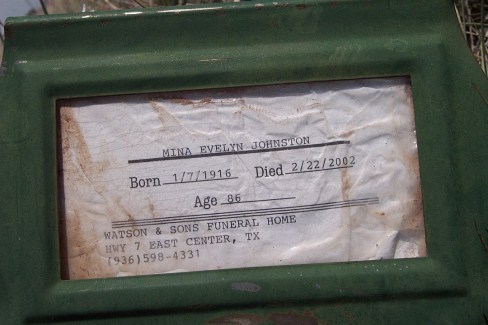 MINA EVELYN JOHNSTON
Born 1/7/1916 Died 2/22/2002
Age 86
WATSON & SONS FUNERAL HOME
HWY 7 EAST CENTER, TX
(936)598-4331